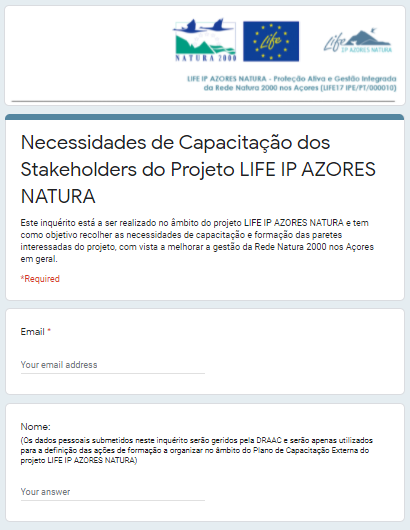 NATURA 2000
Life
Life
IP AZORES NATURA
LIFE IP AZORES NATURA - Proteção Ativa e Gestão Integrada
da Rede Natura 2000 nos Açores (LIFE17 IPE/PT/000010)
Necessidades de Capacitação dos
Stakeholders do Projeto LIFE IP AZORES
NATURA
Este inquérito está a ser realizado no âmbito do projeto LIFE IP AZORES NATURA e tem
como objetivo recolher as necessidades de capacitação e formação das paretes
interessadas do projeto, com vista a melhorar a gestão da Rede Natura 2000 nos Açores
em geral.
*Required
Email *
Your email address
Nome:
(Os dados pessoais submetidos neste inquérito serão geridos pela DRAAC e serão apenas utilizados
para a definição das ações de formação a organizar no âmbito do Plano de Capacitação Externa do
projeto LIFE IP AZORES NATURA)
Your answer